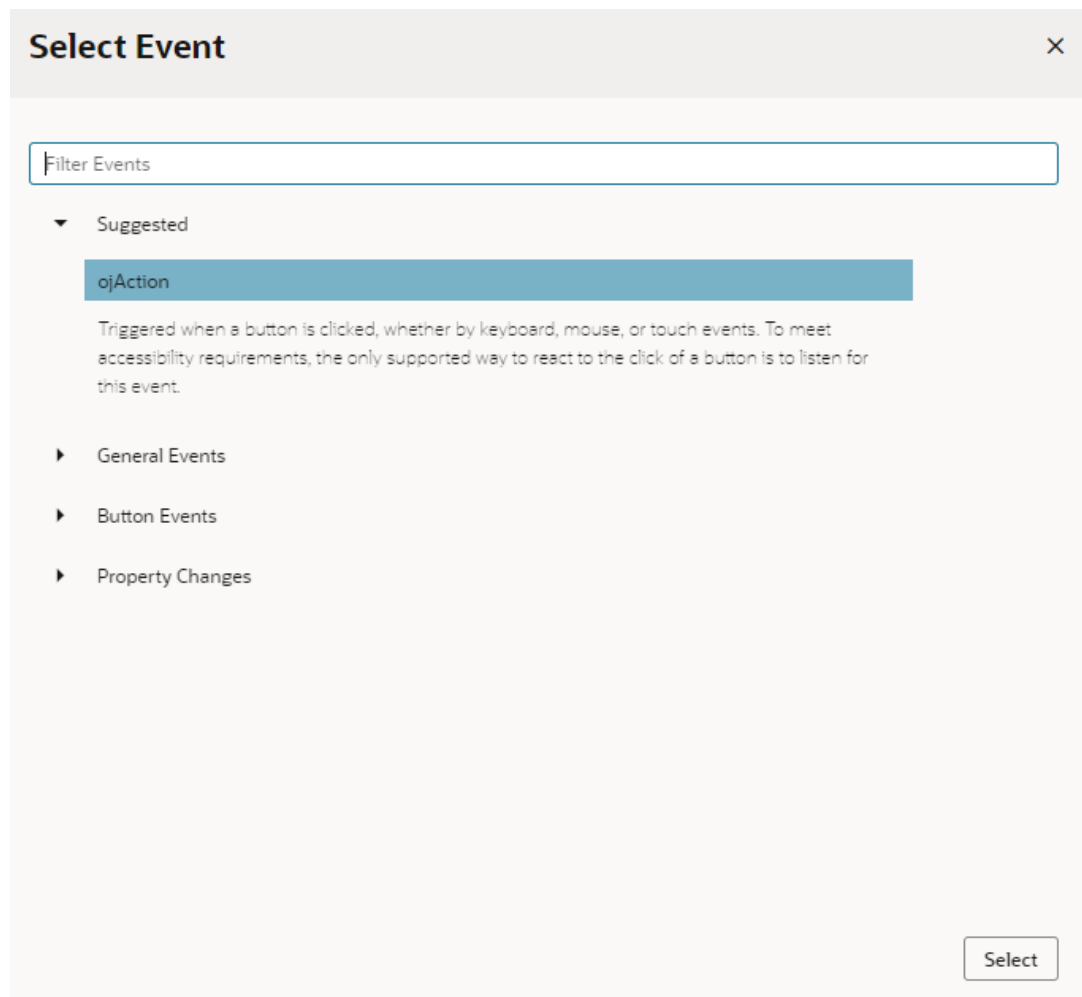 Select Event
Filter Events
Suggested
ojAction
Triggered when a button is clicked, whether by keyboard, mouse, or touch events. To meet
accessibility requirements, the only supported way to react to the click of a button is to listen for
this event.
General Events
Button Events
Property Changes
Select